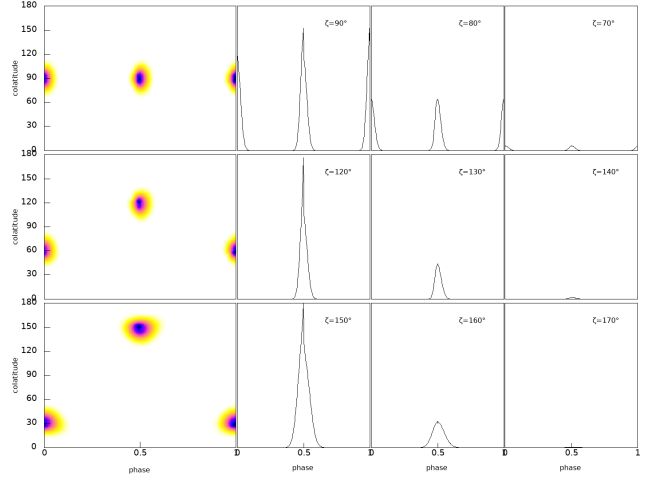 180
150
120
90
60
30
0
colatitude
ζ=90°
ζ=80°
ζ=70°
180
150
120
90
60
30
0
colatitude
ζ=120°
ζ=130°
ζ=140°
180
150
120
90
60
30
0
colatitude
ζ=150°
ζ=160°
ζ=170°
0 0.5 1 0 0.5 1 0 0.5 1 0 0.5 1
phase phase phase phase